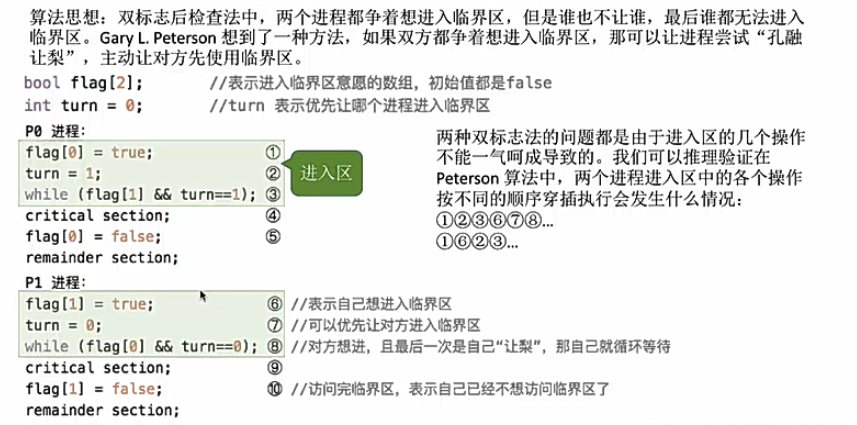 算法思想：双标志后检查法中，两个进程都争着想进入临界区，但是谁也不让谁，最后谁都无法进入
临界区。Gary L. Peterson 想到了一种方法，如果双方都争着想进入临界区，那可以让进程尝试“孔融
让梨”，主动让对方先使用临界区。
bool flag[2]; //表示进入临界区意愿的数组，初始值都是false
int turn = 0; //turn 表示优先让哪个进程进入临界区
P0 进程：
flag[0] = true; ①
turn = 1; ②
while (flag[1] && turn==1); ③
critical section; ④
flag[0] = false; ⑤
remainder section;
进入区
两种双标志法的问题都是由于进入区的几个操作
不能一气呵成导致的。我们可以推理验证在
Peterson 算法中，两个进程进入区中的各个操作
按不同的顺序穿插执行会发生什么情况：
①②③⑥⑦⑧...
①⑥②③...
P1 进程：
flag[1] = true; ⑥ //表示自己想进入临界区
turn = 0; ⑦ //可以优先让对方进入临界区
while (flag[0] && turn==0); ⑧ //对方想进，且最后一次是自己“让梨”，那自己就循环等待
critical section; ⑨
flag[1] = false; ⑩ //访问完临界区，表示自己已经不想访问临界区了
remainder section;